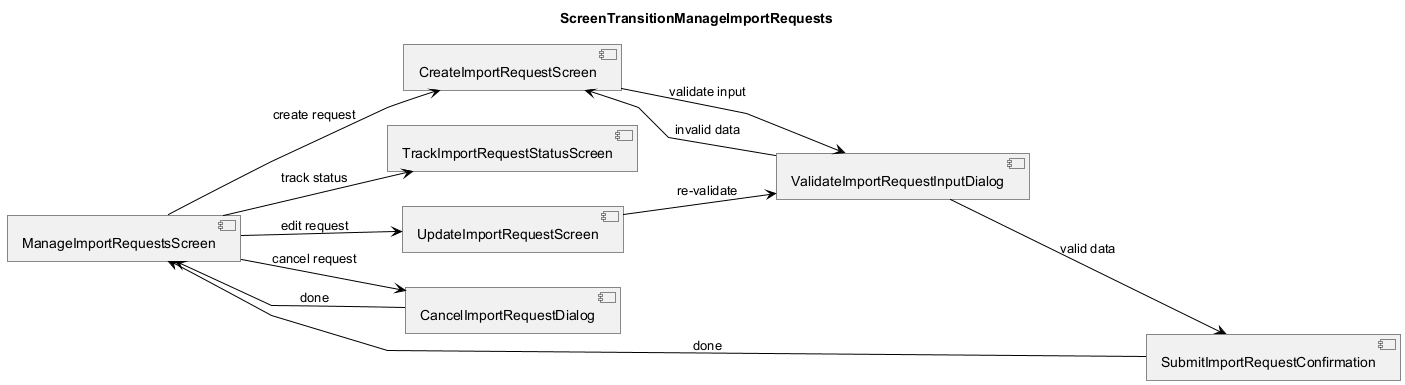 ScreenTransitionManageImportRequests
CreateImportRequestScreen
validate input
create request
invalid data
TrackImportRequestStatusScreen
track status
ValidateImportRequestInputDialog
re-validate
edit request
UpdateImportRequestScreen
ManageImportRequestsScreen
valid data
cancel request
done
CancelImportRequestDialog
done
SubmitImportRequestConfirmation